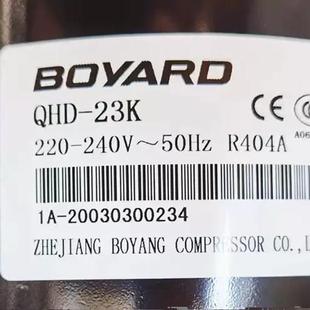 BOYARD
QHD-23K
220-240V～50Hz R404A
1A-20030300234
ZHEJIANG BOYANG COMPRESSOR CO.,